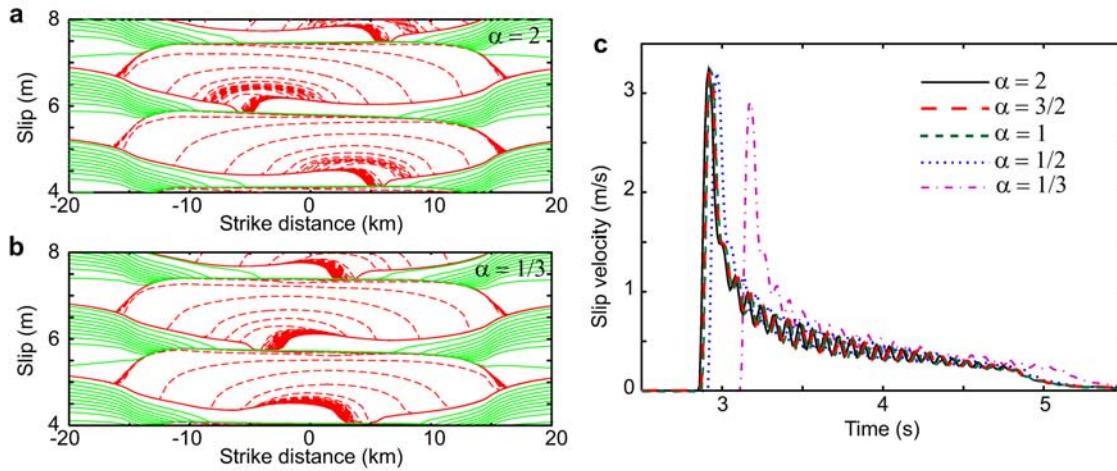 a
α = 2
Slip (m)
8
6
4
-20
-10
0
10
20
Strike distance (km)
b
α = 1/3
Slip (m)
8
6
4
-20
-10
0
10
20
Strike distance (km)
c
Slip velocity (m/s)
3
2
1
0
3
4
5
Time (s)
α = 2
α = 3/2
α = 1
α = 1/2
α = 1/3